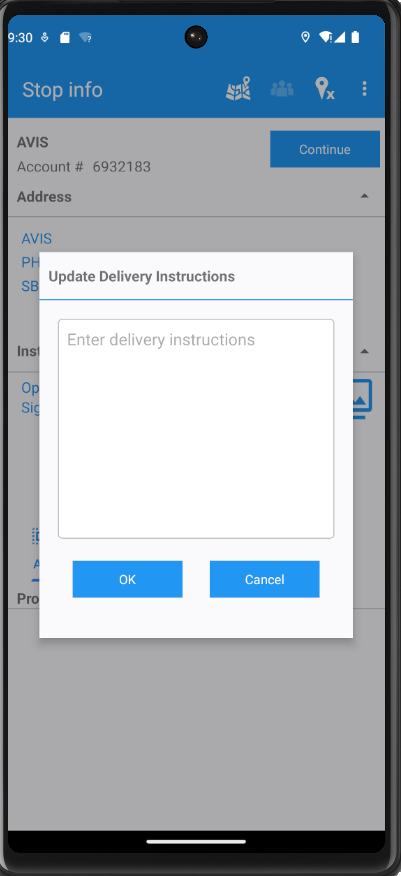 9:30
Stop info
AVIS
Continue
Account # 6932183
Address
AVIS
PH
SB
Update Delivery Instructions
Enter delivery instructions
Inst
Op
Sig
OK
Cancel
A
Pro